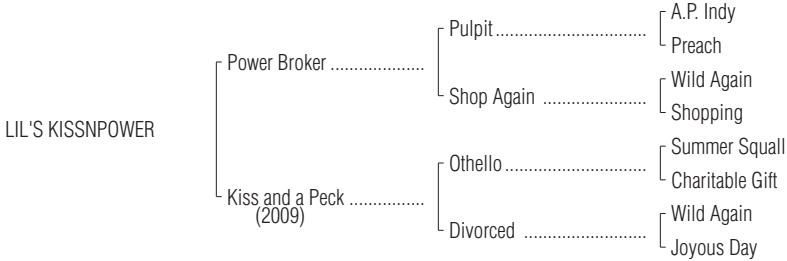 A.P. Indy
Pulpit
Preach
Power Broker
Wild Again
Shop Again
Shopping
LIL'S KISSNPOWER
Summer Squall
Othello
Charitable Gift
Kiss and a Peck
(2009)
Wild Again
Divorced
Joyous Day